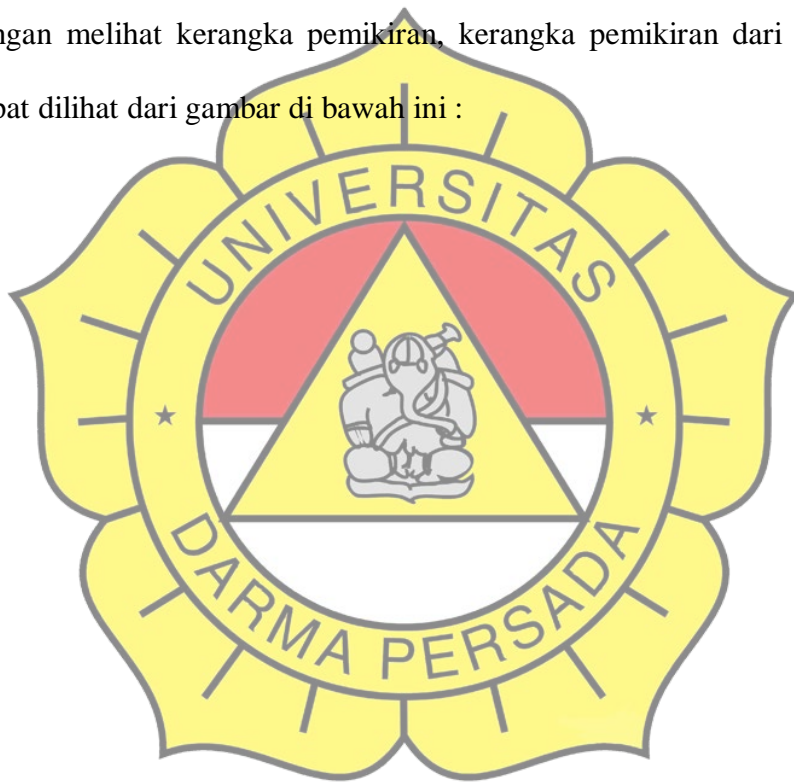 ngan melihat kerangka pemikiran, kerangka pemikiran dari
pat dilihat dari gambar di bawah ini :
UNIVERSITAS
DARMA PERSADA